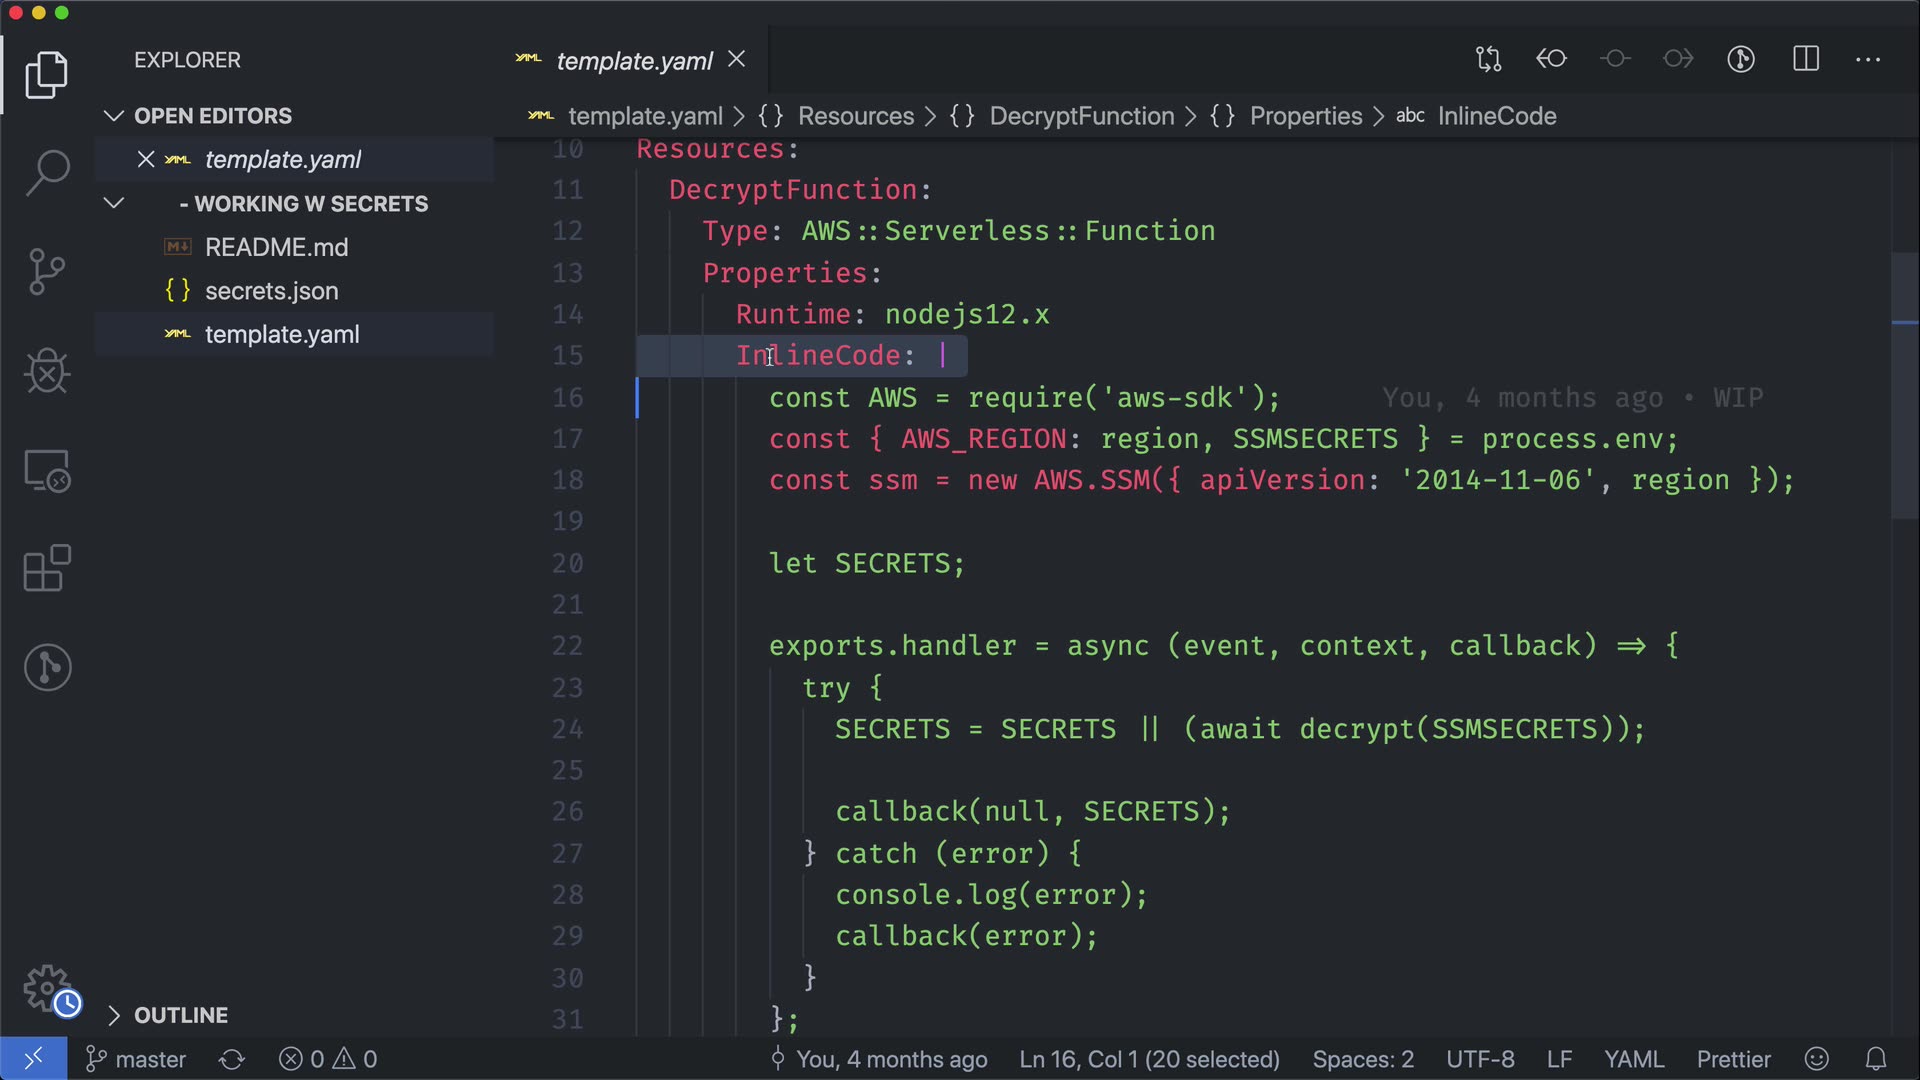 EXPLORER
OPEN EDITORS
template.yaml
- WORKING W SECRETS
README.md
secrets.json
template.yaml
OUTLINE
template.yaml
template.yaml > {} Resources > {} DecryptFunction > {} Properties > abc InlineCode
10 Resources:
11 DecryptFunction:
12 Type: AWS::Serverless::Function
13 Properties:
14 Runtime: nodejs12.x
15 InlineCode: |
16 const AWS = require('aws-sdk'); You, 4 months ago • WIP
17 const { AWS_REGION: region, SSMSECRETS } = process.env;
18 const ssm = new AWS.SSM({ apiVersion: '2014-11-06', region });
19
20 let SECRETS;
21
22 exports.handler = async (event, context, callback) => {
23 try {
24 SECRETS = SECRETS || (await decrypt(SSMSECRETS));
25
26 callback(null, SECRETS);
27 } catch (error) {
28 console.log(error);
29 callback(error);
30 }
31 };
master 0 0 You, 4 months ago Ln 16, Col 1 (20 selected) Spaces: 2 UTF-8 LF YAML Prettier